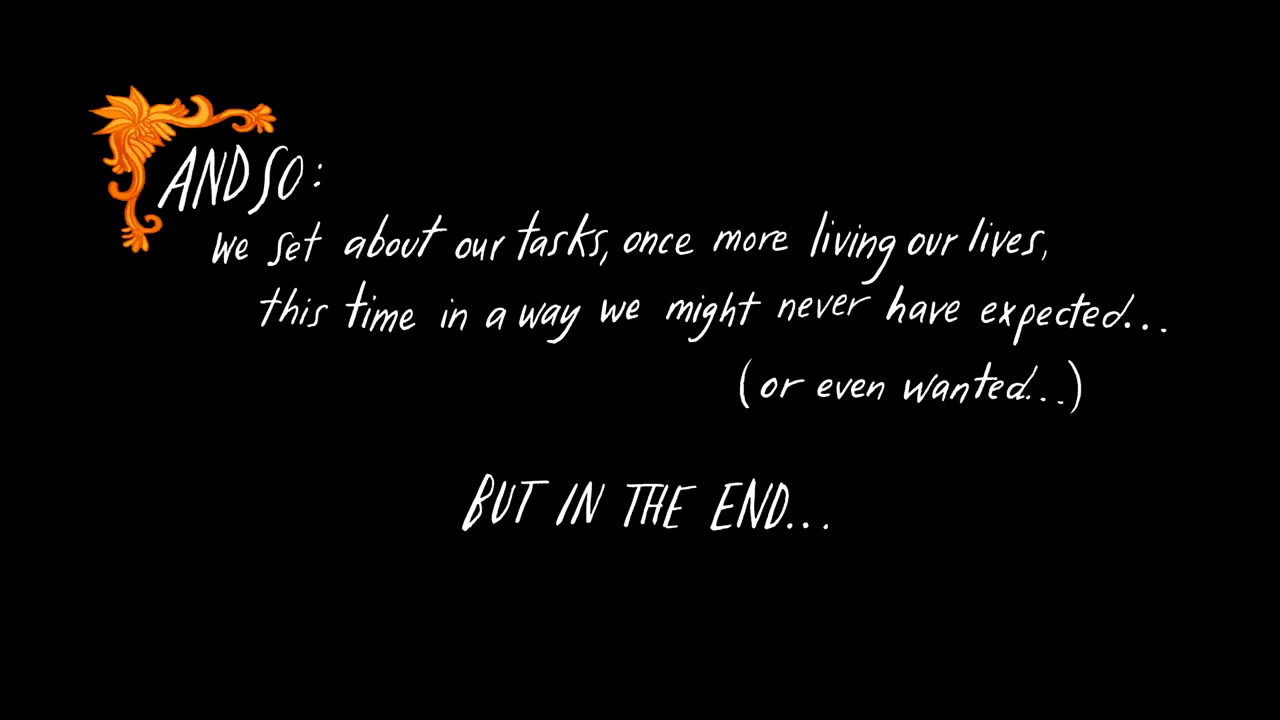 AND SO:
we set about our tasks, once more living our lives,
this time in a way we might never have expected...
(or even wanted...)
BUT IN THE END...